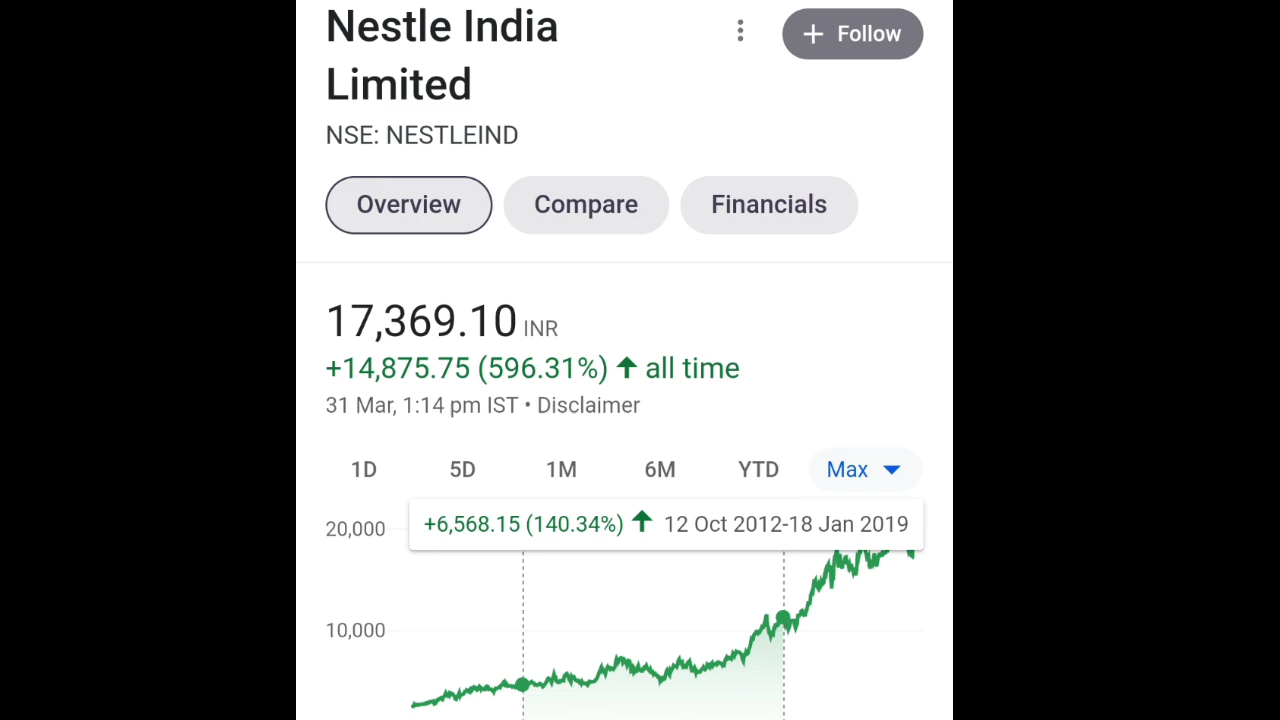 Nestle India
Limited
+ Follow
NSE: NESTLEIND
Overview Compare Financials
17,369.10 INR
+14,875.75 (596.31%) ↑ all time
31 Mar, 1:14 pm IST • Disclaimer
1D 5D 1M 6M YTD Max
+6,568.15 (140.34%) ↑ 12 Oct 2012-18 Jan 2019
20,000
10,000